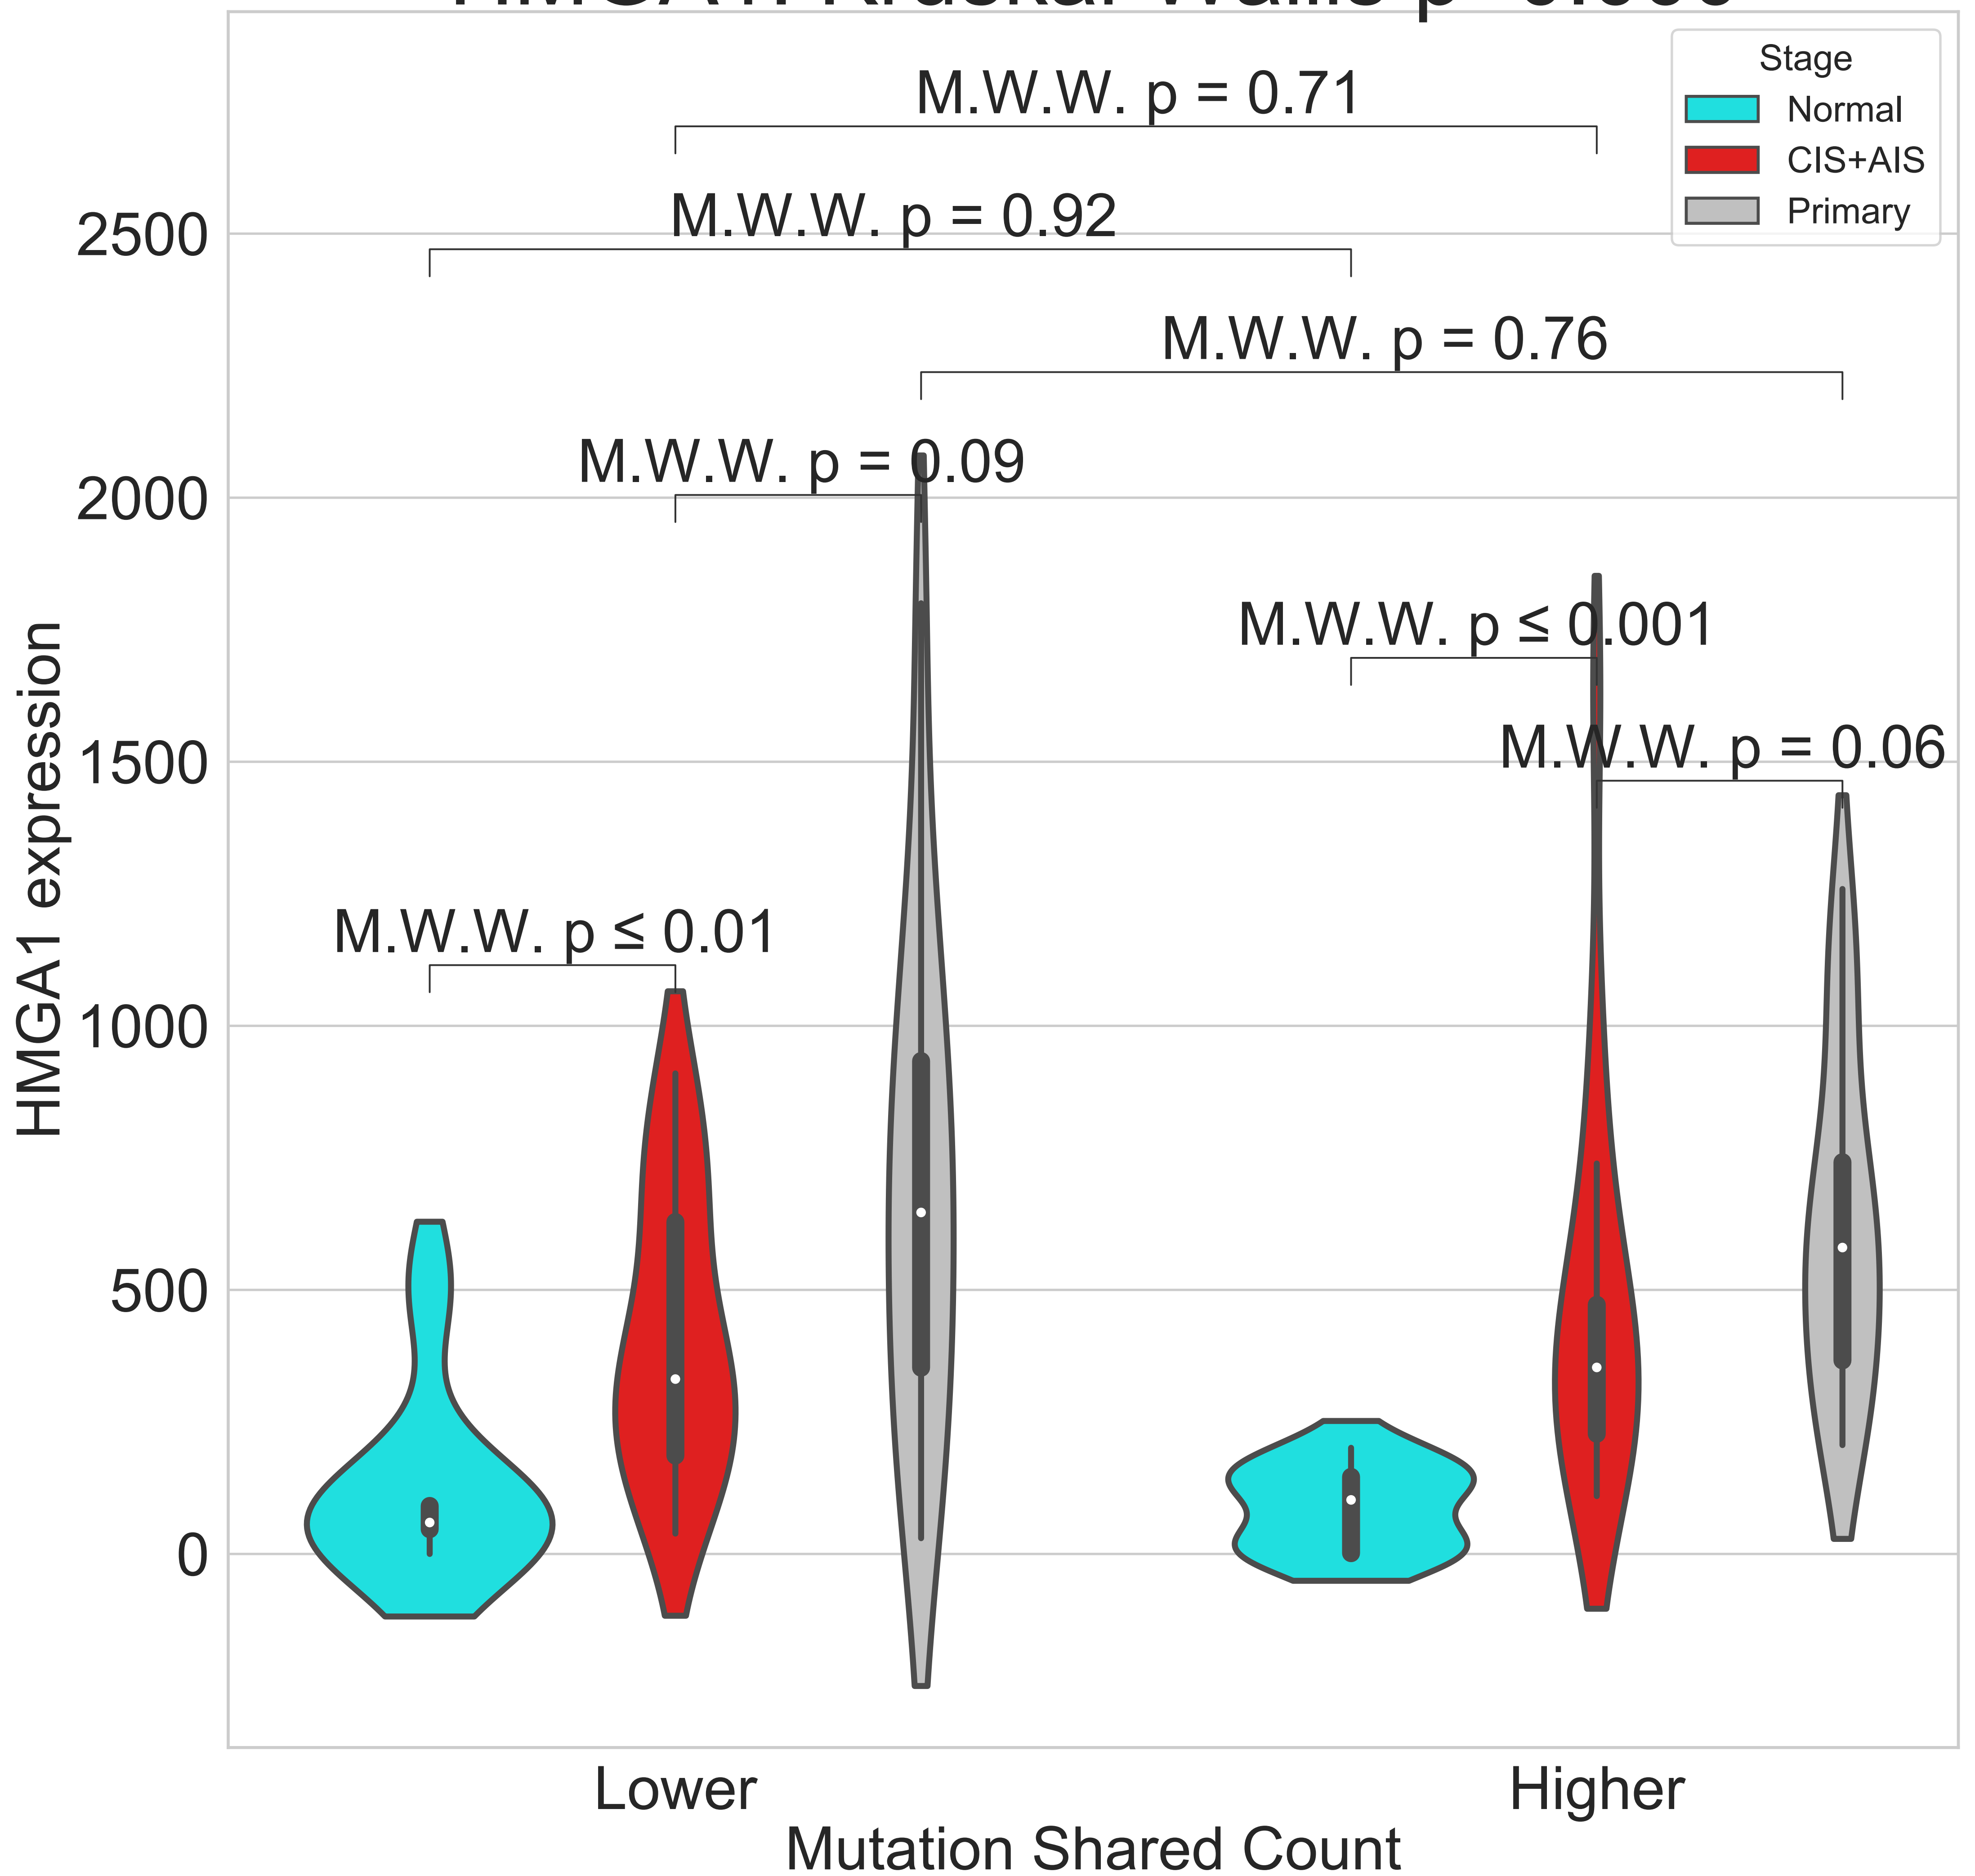 M.W.W. p = 0.71
Stage
Normal
CIS+AIS
Primary
M.W.W. p = 0.92
2500
M.W.W. p = 0.76
M.W.W. p = 0.09
2000
M.W.W. p ≤ 0.001
M.W.W. p = 0.06
1500
M.W.W. p ≤ 0.01
1000
500
0
HMGA1 expression
Lower
Higher
Mutation Shared Count